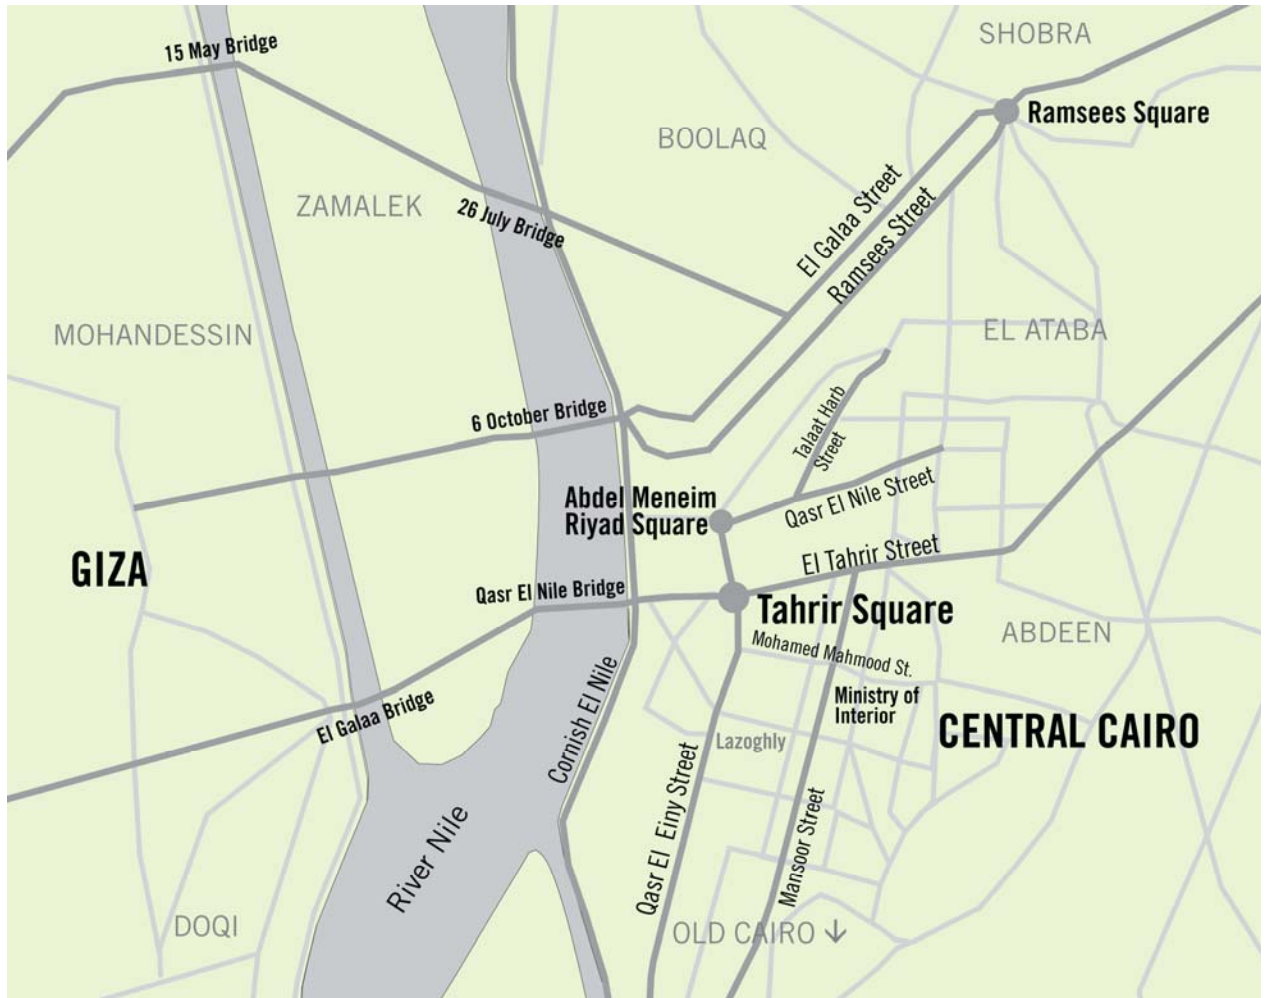 SHOBRA
15 May Bridge
Ramsees Square
BOOLAQ
ZAMALEK
26 July Bridge
El Galaa Street
Ramsees Street
MOHANDESSIN
EL ATABA
6 October Bridge
Talaat Harb
Street
Abdel Meneim
Riyad Square
Qasr El Nile Street
El Tahrir Street
GIZA
Qasr El Nile Bridge
Tahrir Square
ABDEEN
Mohamed Mahmood St.
Ministry of
Interior
El Galaa Bridge
Cornish El Nile
Lazoghly
CENTRAL CAIRO
River Nile
Qasr El Einy Street
Mansoor Street
DOQI
OLD CAIRO ↓